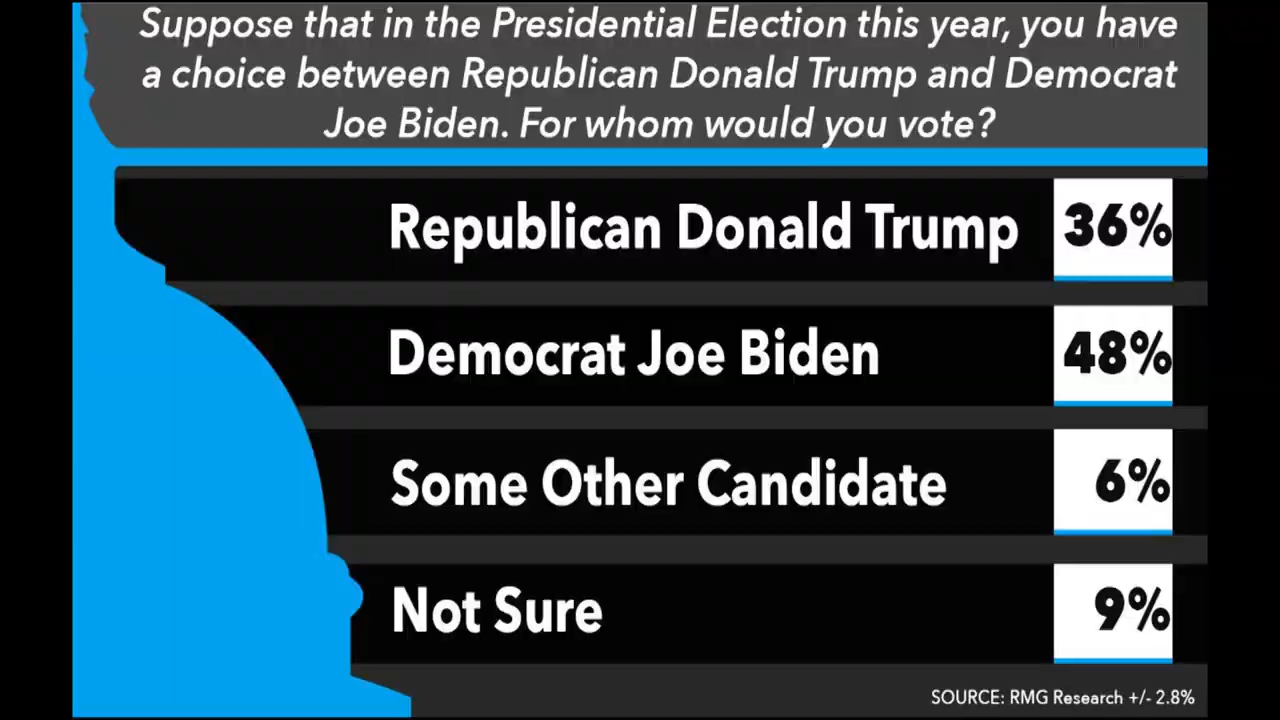 Suppose that in the Presidential Election this year, you have
a choice between Republican Donald Trump and Democrat
Joe Biden. For whom would you vote?
Republican Donald Trump 36%
Democrat Joe Biden 48%
Some Other Candidate 6%
Not Sure 9%
SOURCE: RMG Research +/- 2.8%